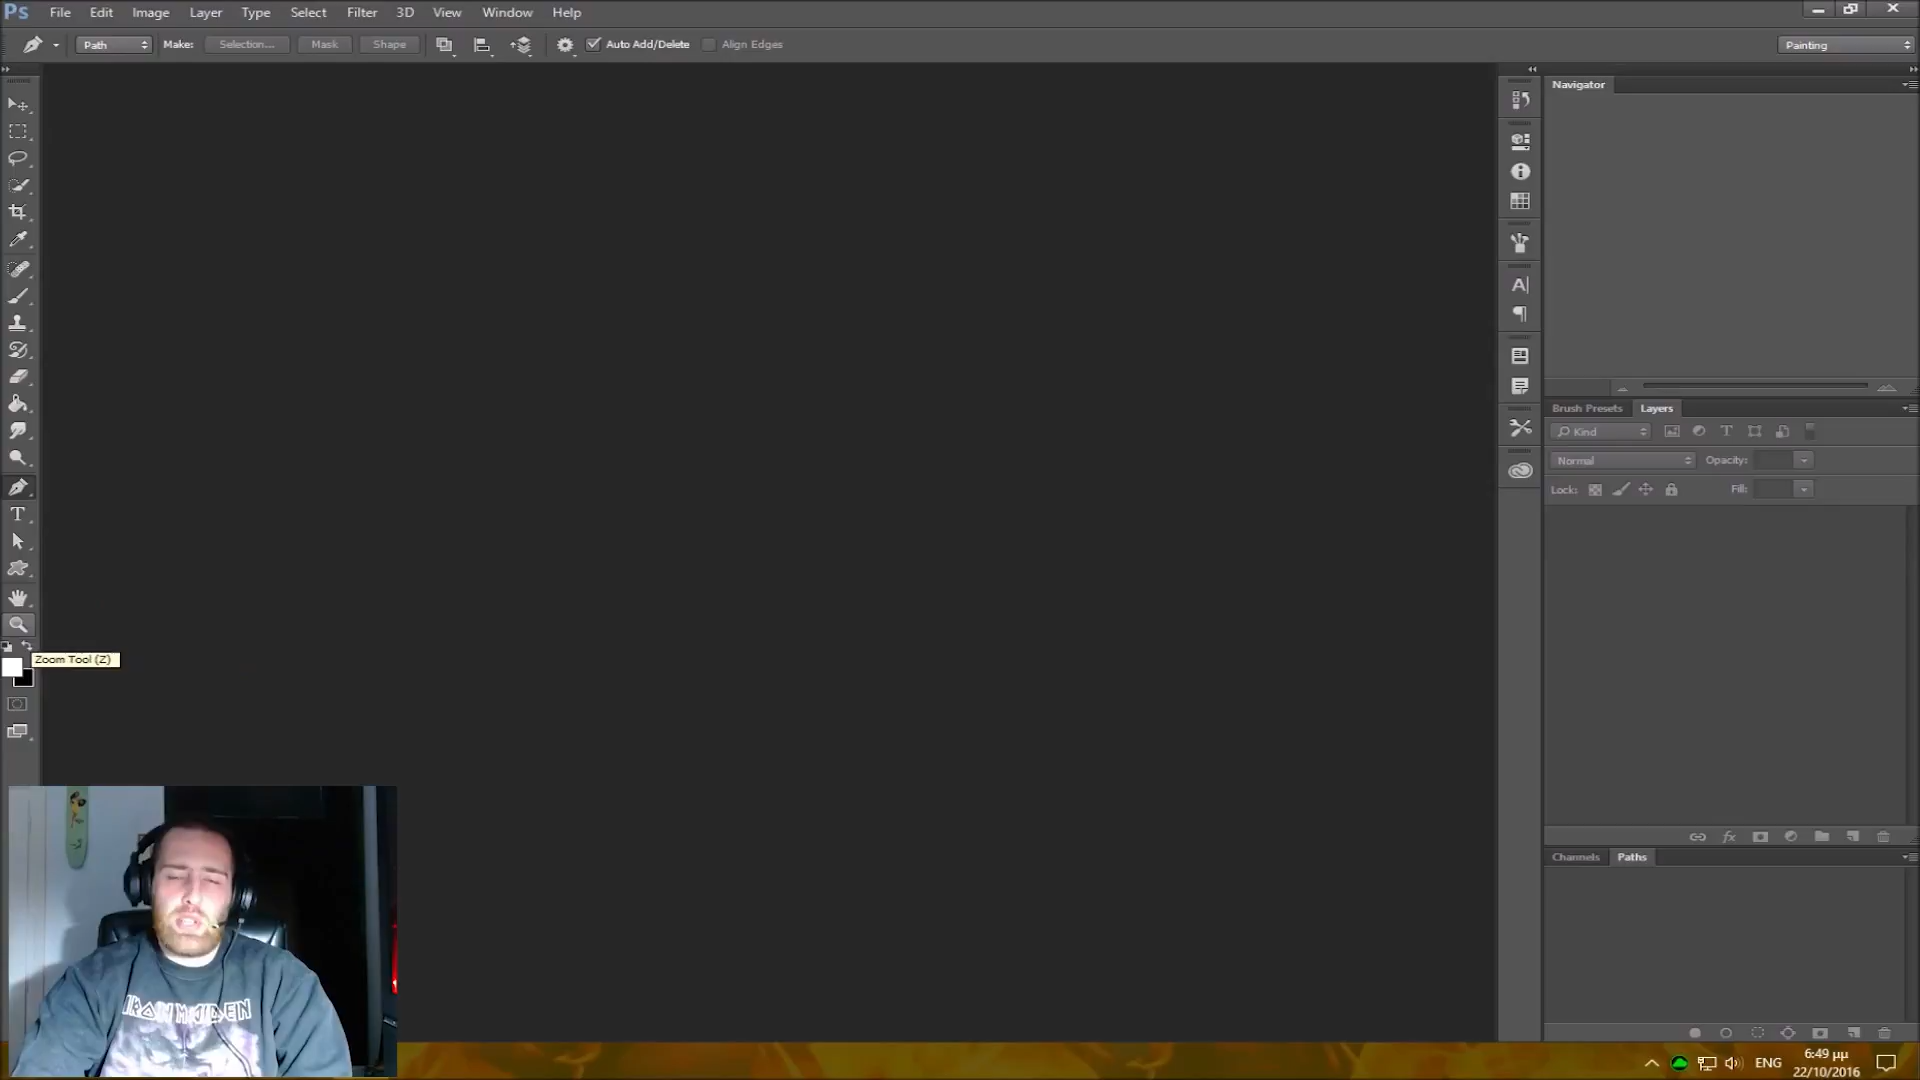 Ps File Edit Image Layer Type Select Filter 3D View Window Help
Path Make: Selection... Mask Shape Auto Add/Delete Align Edges Painting
Navigator
Brush Presets Layers
Kind
Normal Opacity:
Lock: Fill:
Zoom Tool (Z)
Channels Paths
IRON MAIDEN
ENG 6:49 μμ
22/10/2016